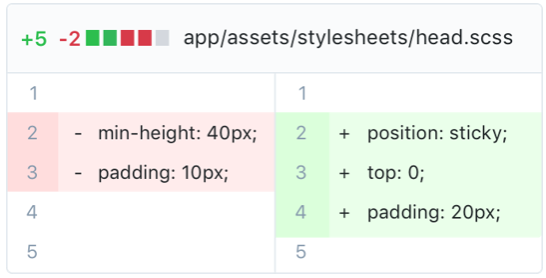 +5 -2 app/assets/stylesheets/head.scss
1 1
2 - min-height: 40px; 2 + position: sticky;
3 - padding: 10px; 3 + top: 0;
4 4 + padding: 20px;
5 5